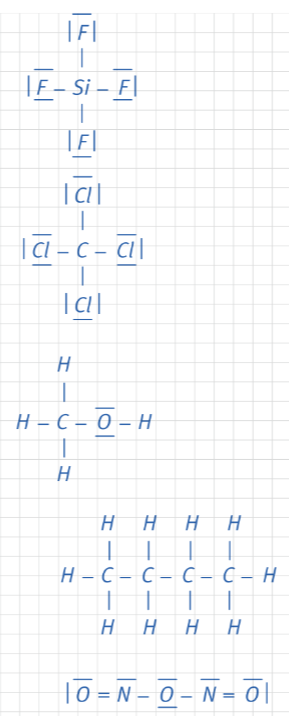 |F|
|
|F – Si – F|
|
|F|
|Cl|
|
|Cl – C – Cl|
|
|Cl|
H
|
H – C – O – H
|
H
H H H H
| | | |
H – C – C – C – C – H
| | | |
H H H H
|O = N – O – N = O|